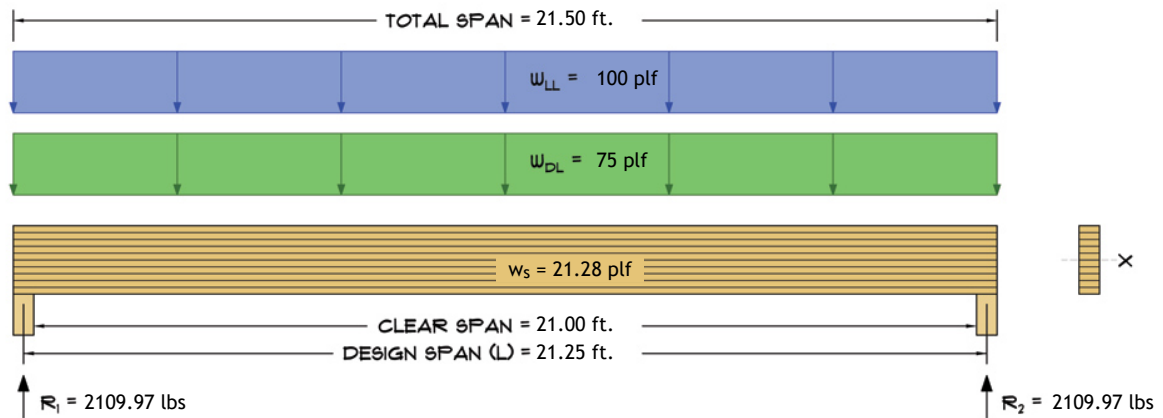 TOTAL SPAN = 21.50 ft.
WLL = 100 plf
WDL = 75 plf
ws = 21.28 plf
X
CLEAR SPAN = 21.00 ft.
DESIGN SPAN (L) = 21.25 ft.
R1 = 2109.97 lbs
R2 = 2109.97 lbs